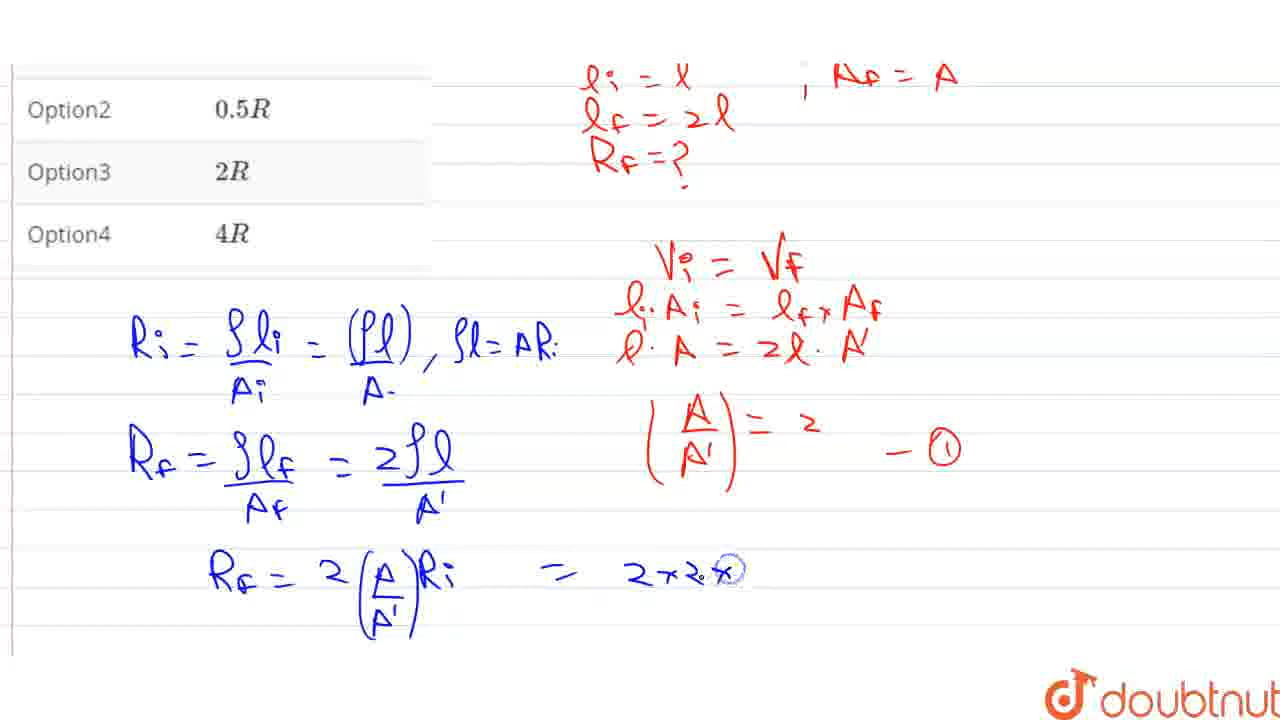 li = l , Af = A
Option2 0.5R
lf = 2l
Rf = ?
Option3 2R
Option4 4R
Vi = Vf
li · Ai = lf × Af
l · A = 2l · A'
Ri = ρli/Ai = (ρl/A) , ρl = ARi
(A/A') = 2 — ①
Rf = ρlf/Af = 2ρl/A'
Rf = 2(A/A')Ri = 2×2×
doubtnut